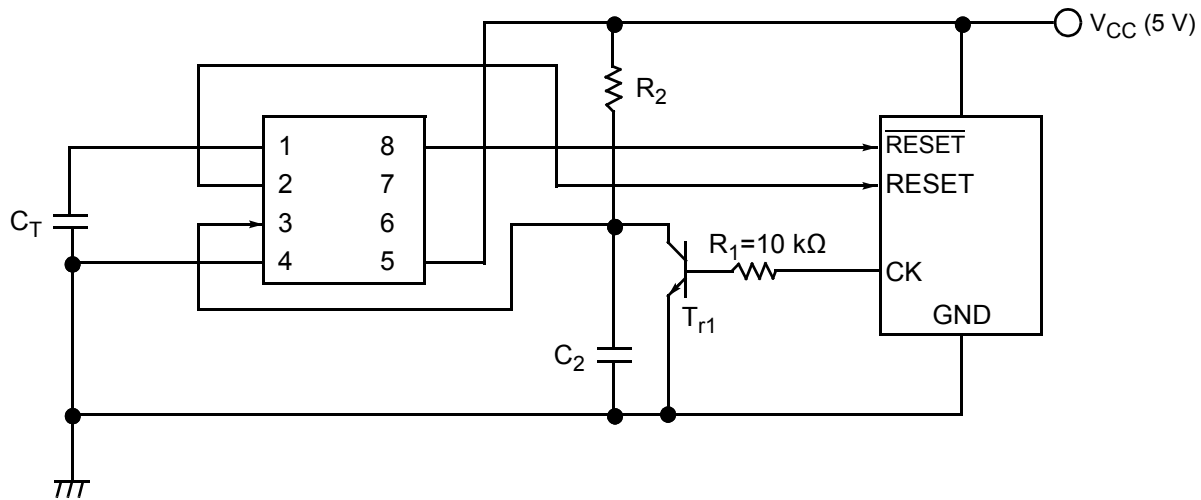 V_CC (5 V)
R_2
1 8
2 7
3 6
4 5
C_T
RESET
RESET
R_1=10 kΩ
CK
T_r1
GND
C_2